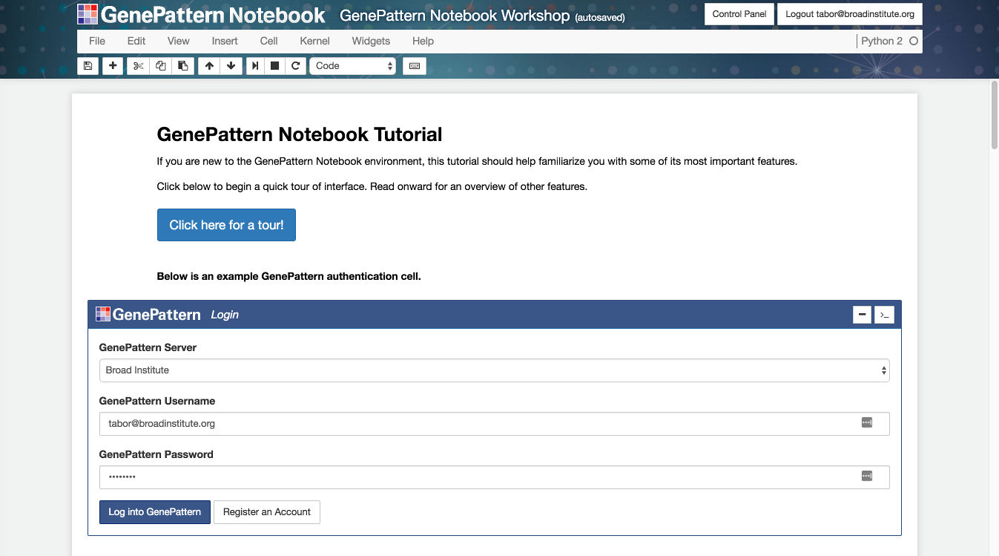 GenePattern Notebook GenePattern Notebook Workshop (autosaved) Control Panel Logout tabor@broadinstitute.org
File Edit View Insert Cell Kernel Widgets Help Python 2
Code
GenePattern Notebook Tutorial
If you are new to the GenePattern Notebook environment, this tutorial should help familiarize you with some of its most important features.
Click below to begin a quick tour of interface. Read onward for an overview of other features.
Click here for a tour!
Below is an example GenePattern authentication cell.
GenePattern Login
GenePattern Server
Broad Institute
GenePattern Username
tabor@broadinstitute.org
GenePattern Password
••••••••
Log into GenePattern Register an Account